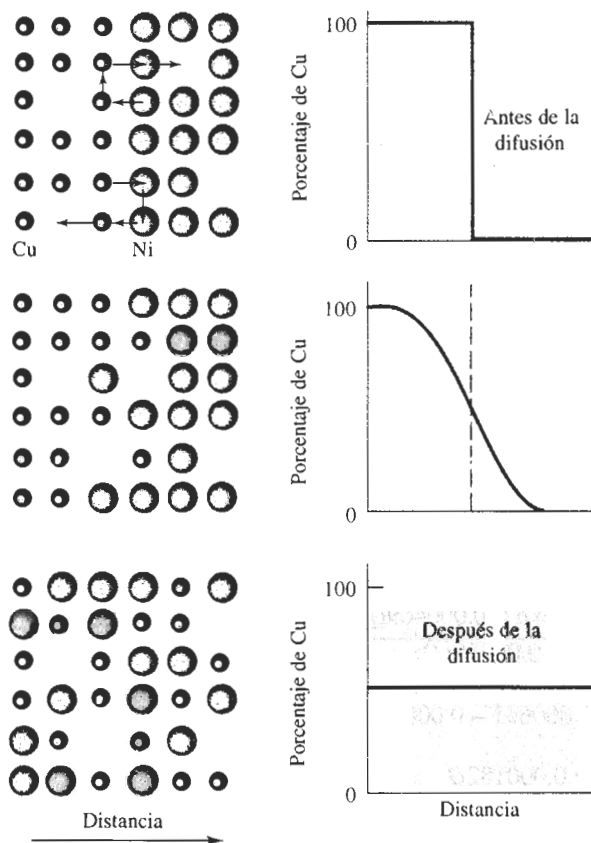 100
Porcentaje de Cu
Antes de la
difusión
0
Cu
Ni
100
Porcentaje de Cu
0
100
Porcentaje de Cu
Después de la
difusión
0
Distancia
Distancia